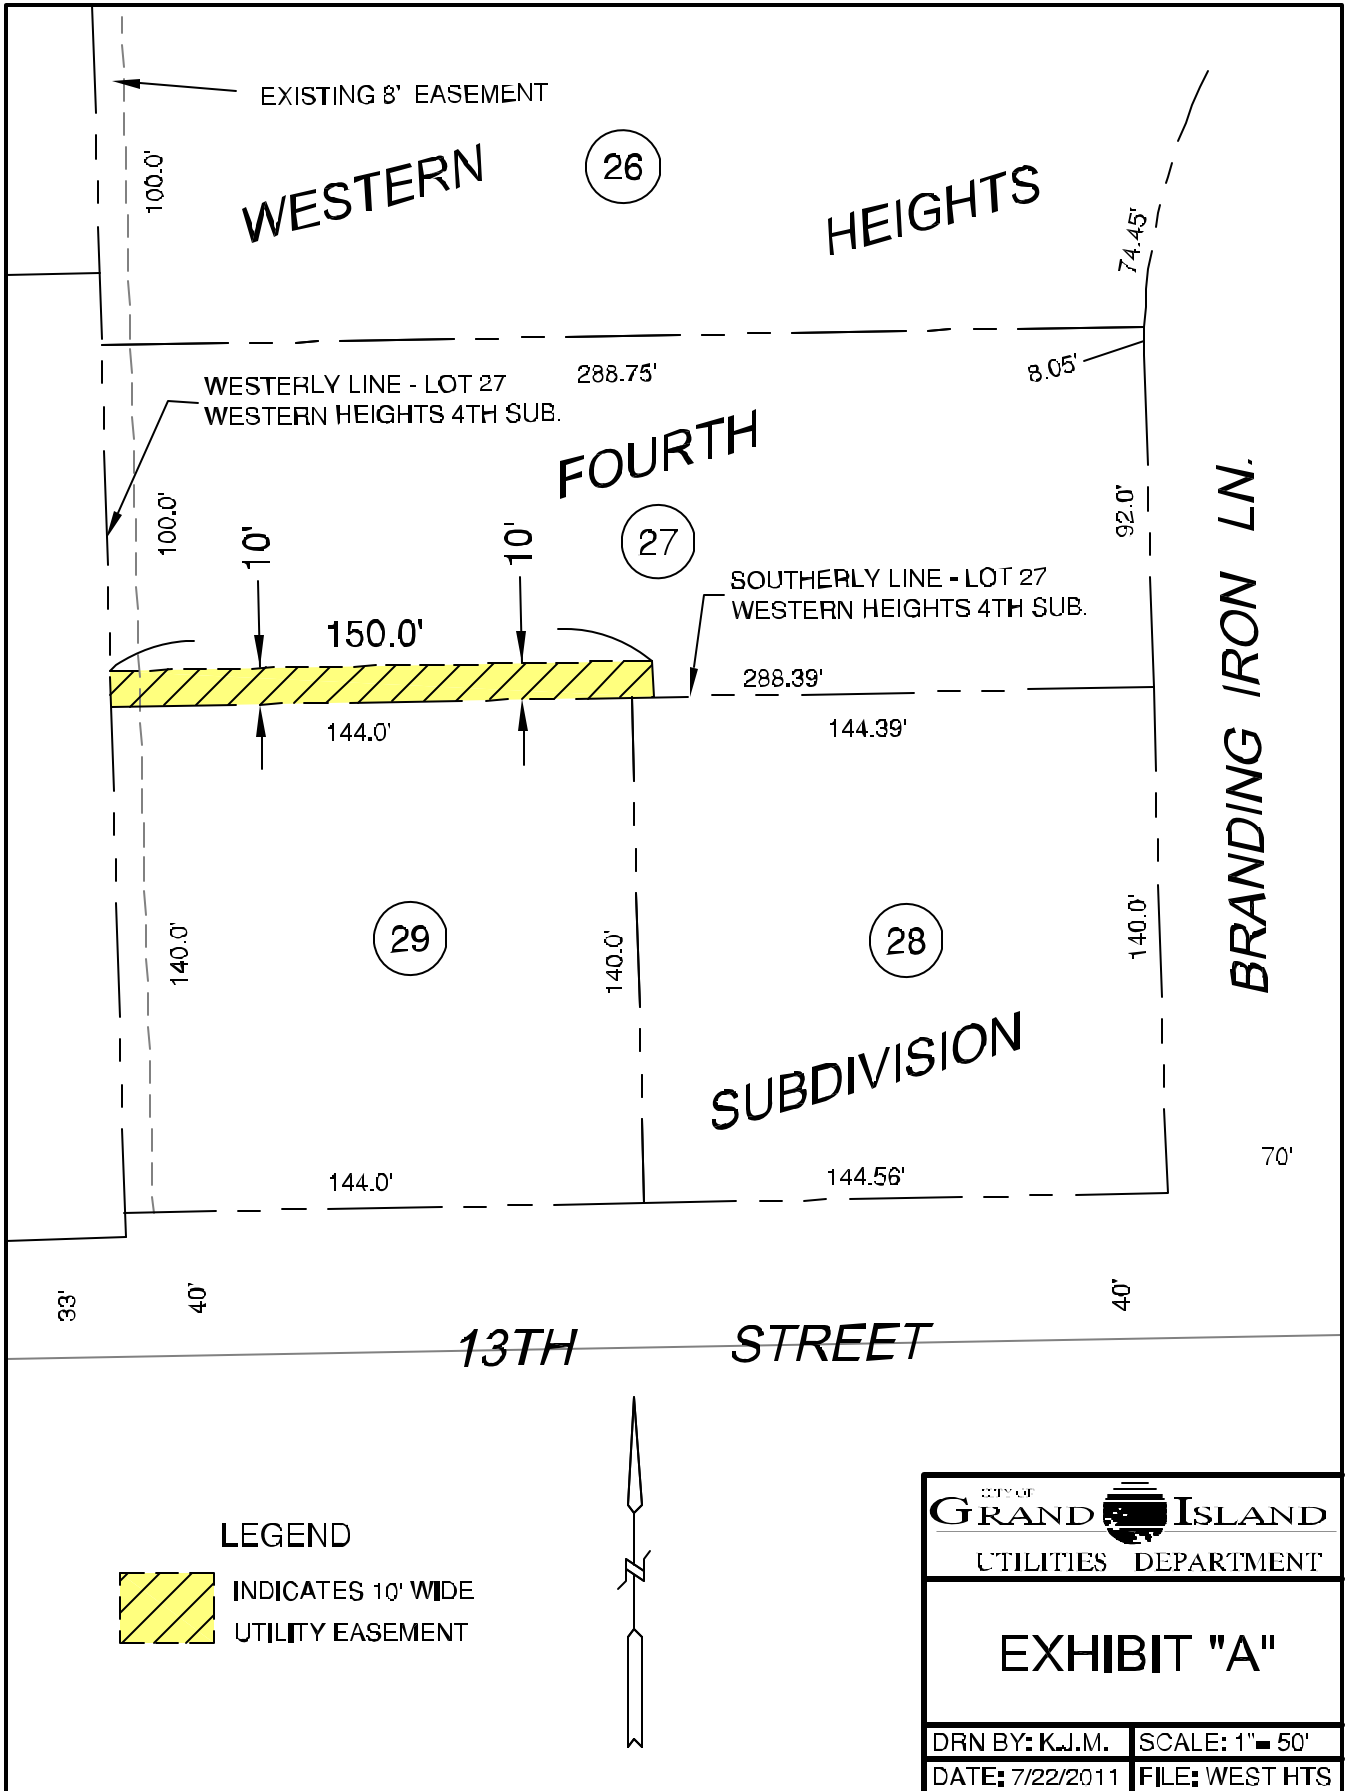 EXISTING 8' EASEMENT
100.0'
WESTERN
26
HEIGHTS
74.45'
WESTERLY LINE - LOT 27
WESTERN HEIGHTS 4TH SUB.
288.75'
8.05'
FOURTH
100.0'
10'
10'
27
92.0'
BRANDING IRON LN.
SOUTHERLY LINE - LOT 27
WESTERN HEIGHTS 4TH SUB.
150.0'
288.39'
144.0'
144.39'
29
28
140.0'
140.0'
140.0'
SUBDIVISION
144.0'
144.56'
70'
33'
40'
40'
13TH STREET
LEGEND
INDICATES 10' WIDE
UTILITY EASEMENT
CITY OF
GRAND ISLAND
UTILITIES DEPARTMENT
EXHIBIT "A"
DRN BY: K.J.M.
SCALE: 1"= 50'
DATE: 7/22/2011
FILE: WEST HTS